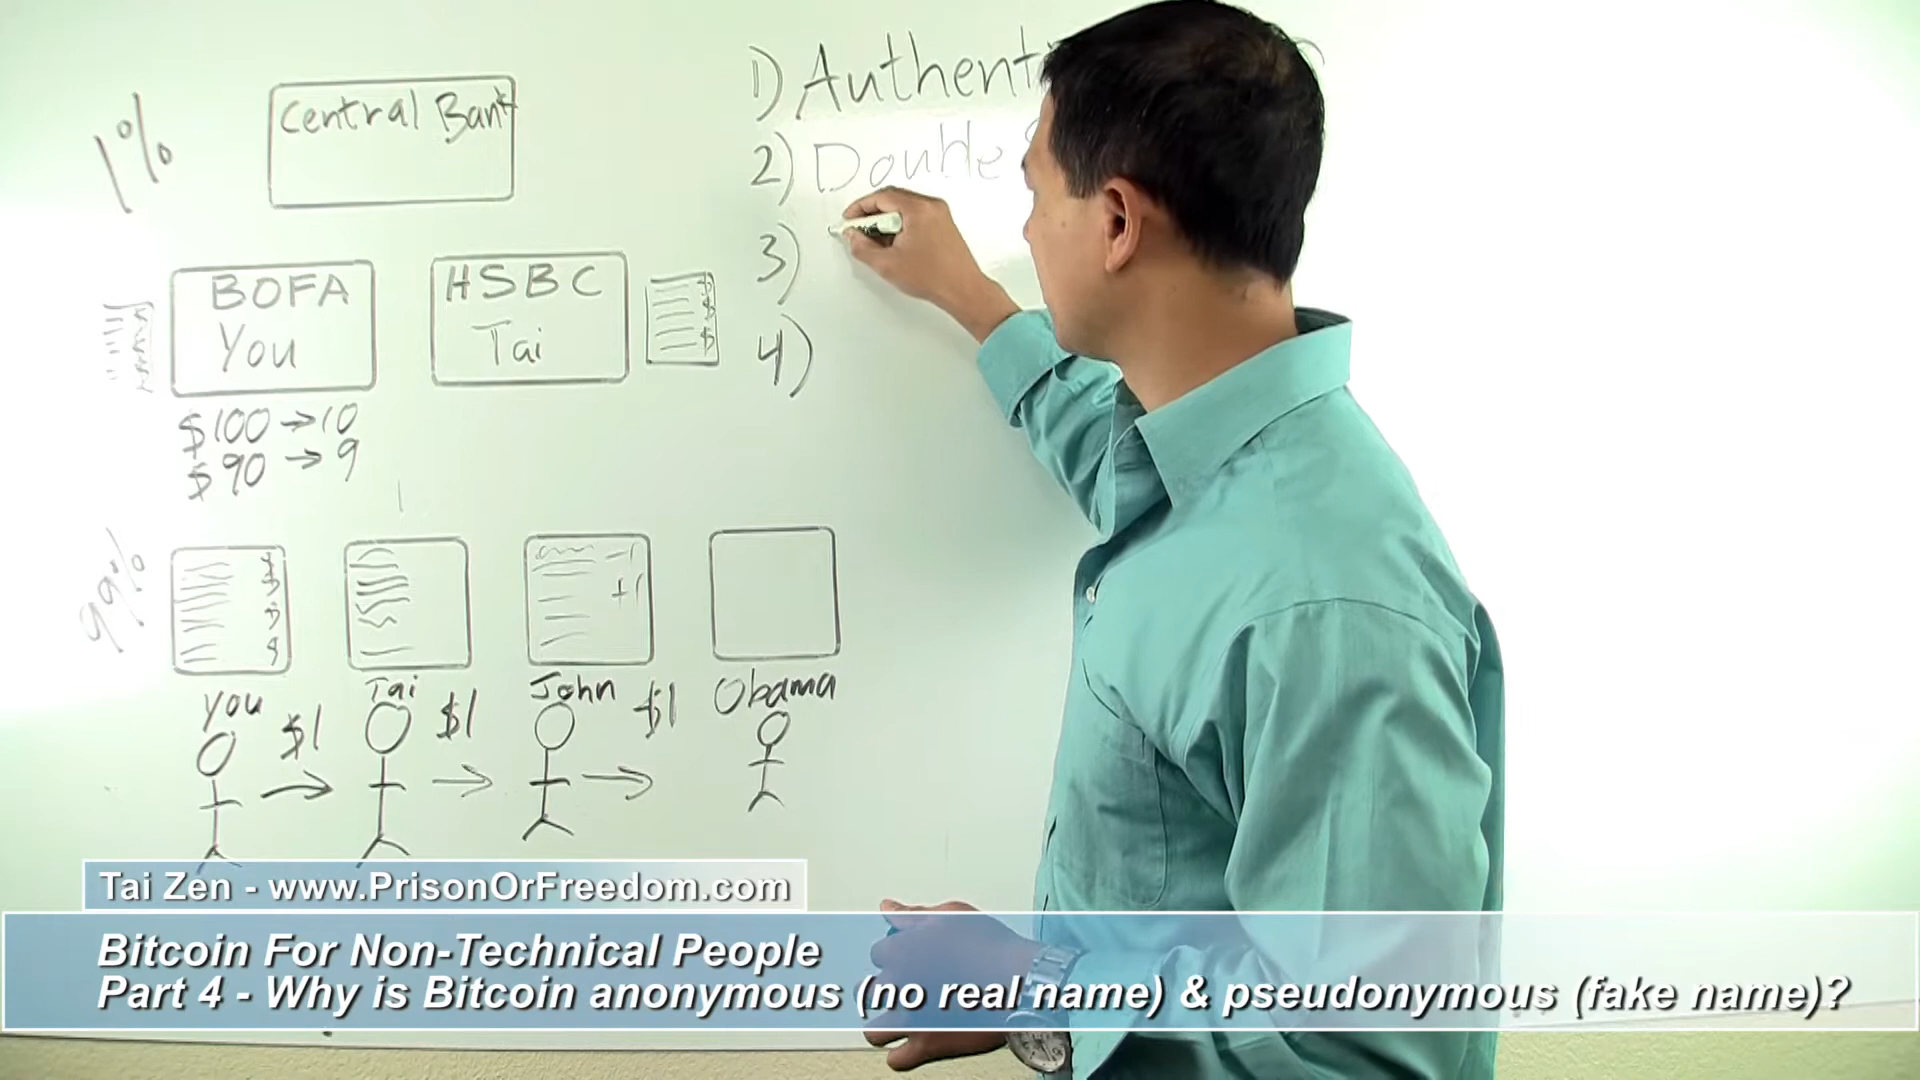 1%
Central Bank
1) Authent
2) Double
3)
4)
BOFA
You
HSBC
Tai
$
$
$
$100 → 10
$90 → 9
99%
$
$
$
-1
+1
You
$1
Tai
$1
John
$1
Obama
Tai Zen - www.PrisonOrFreedom.com
Bitcoin For Non-Technical People
Part 4 - Why is Bitcoin anonymous (no real name) & pseudonymous (fake name)?